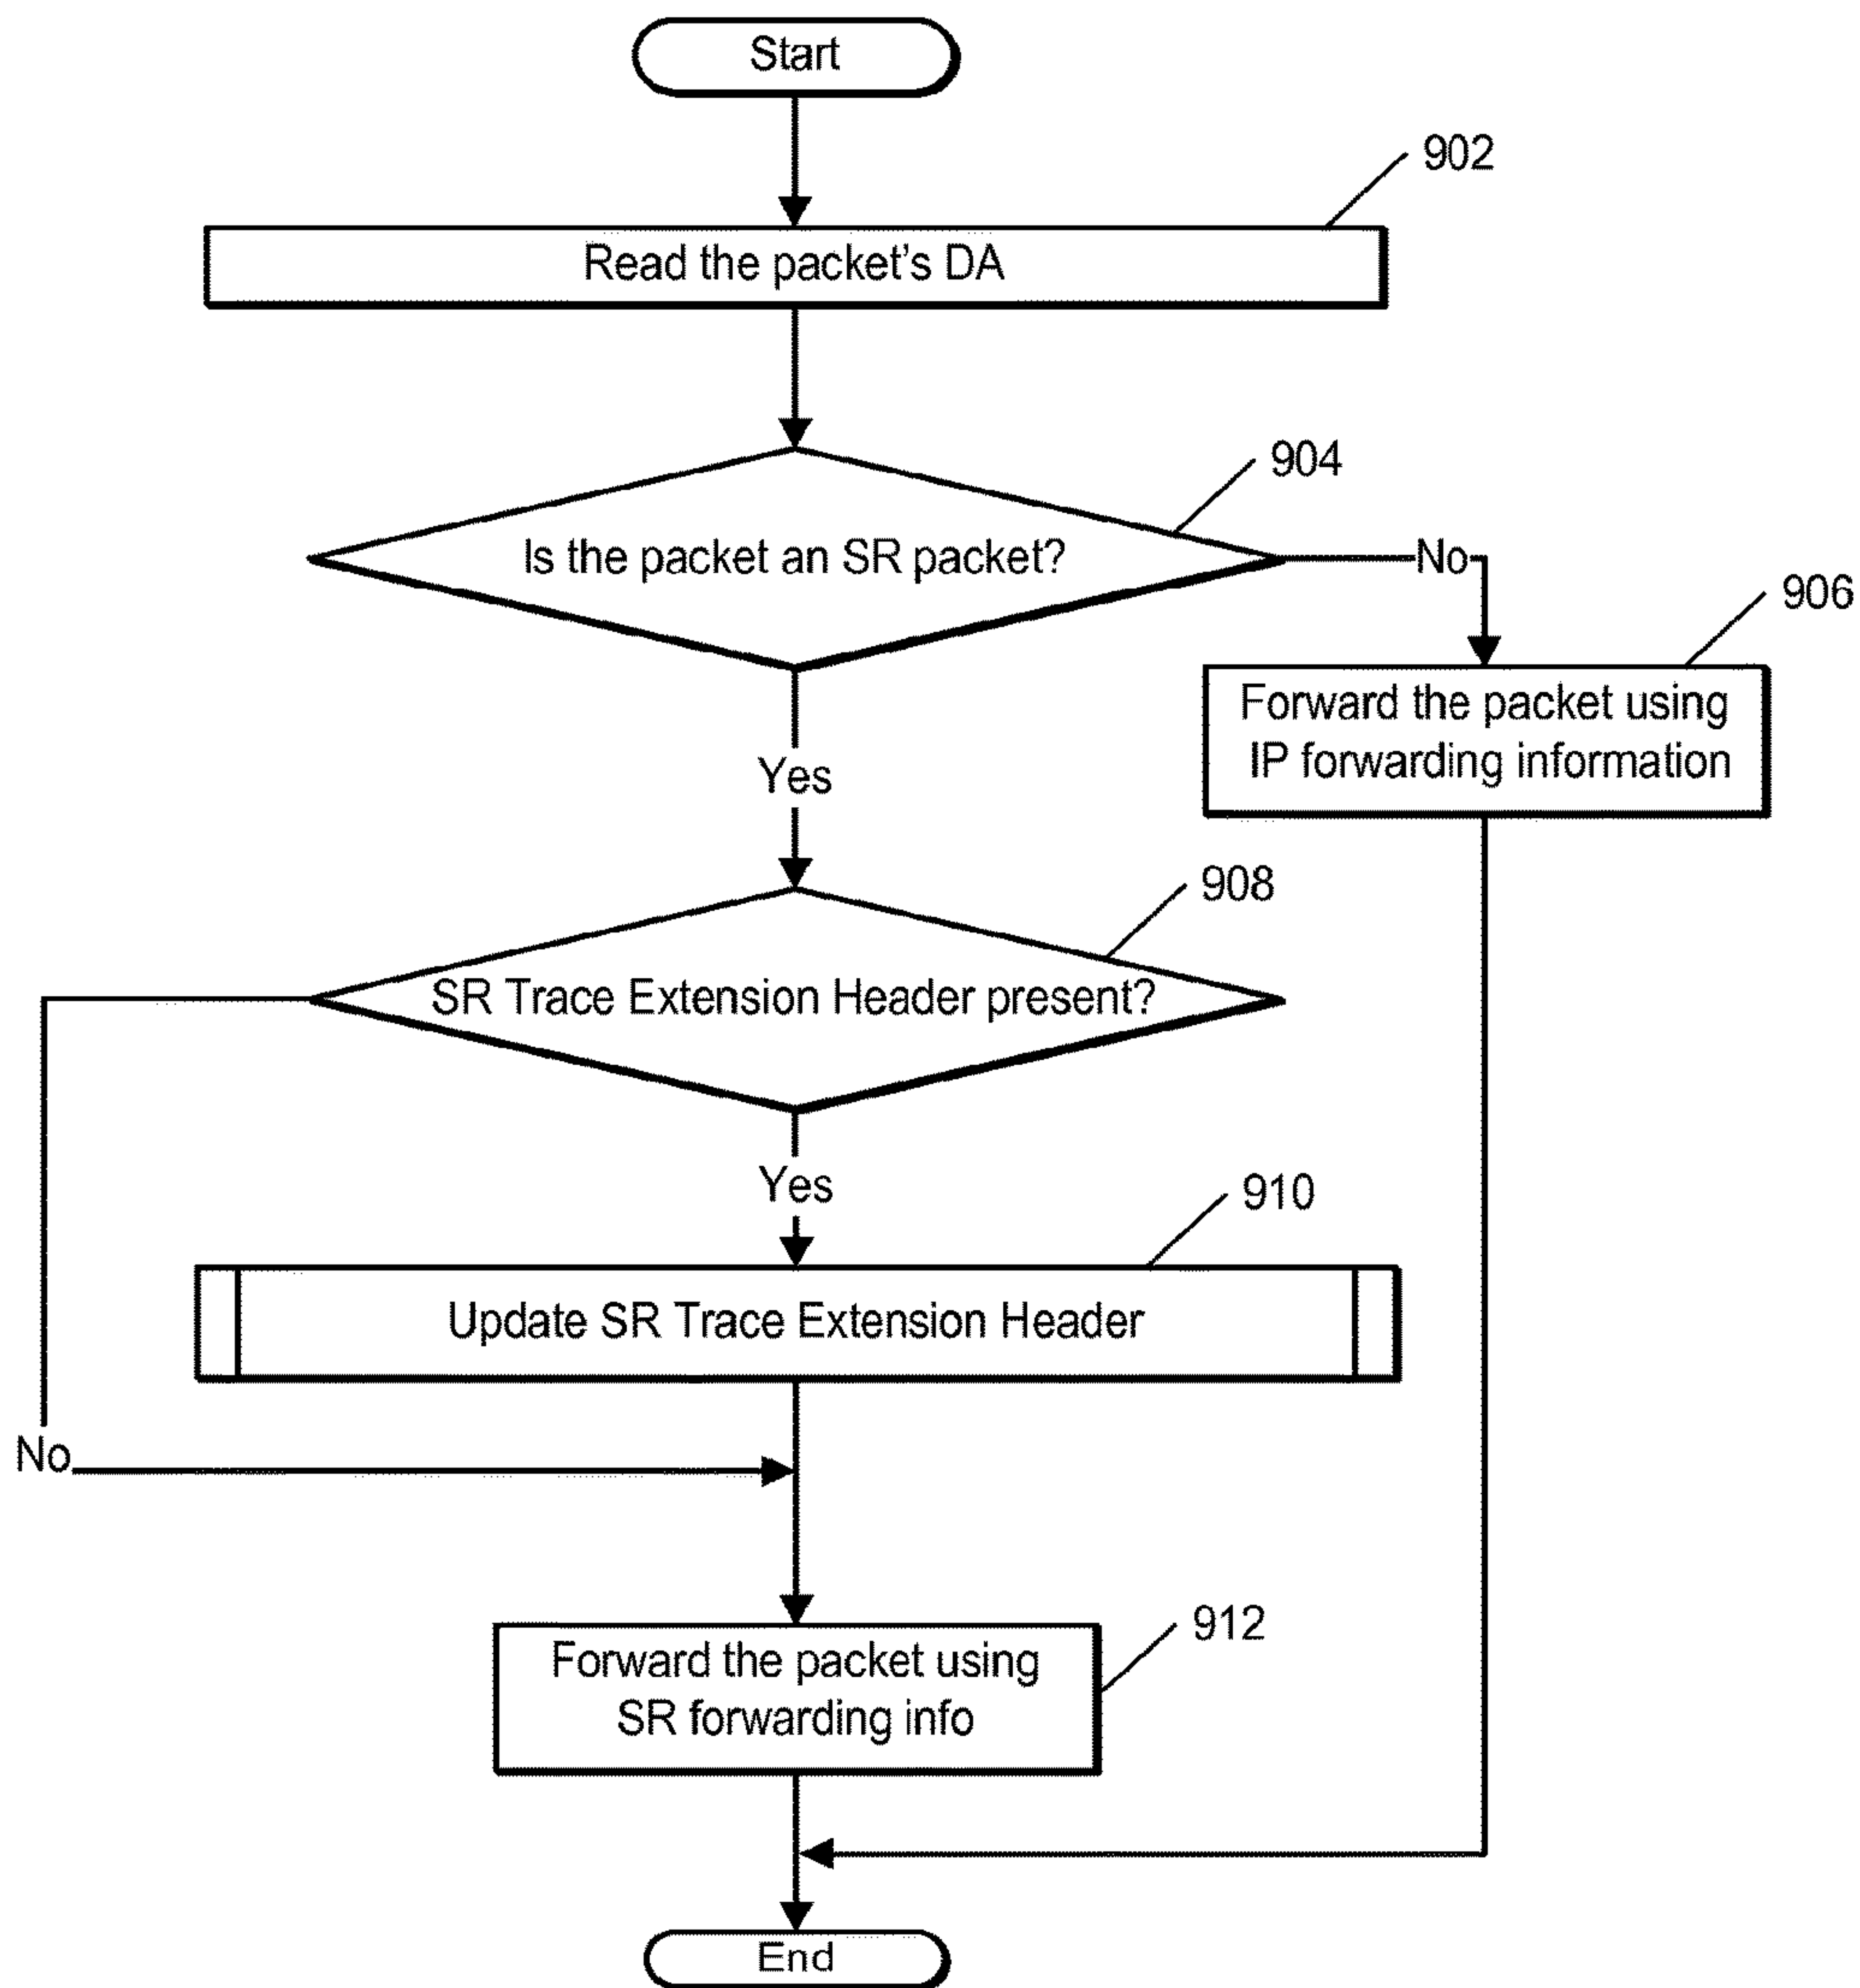 Start
902
Read the packet's DA
904
Is the packet an SR packet?
No
906
Forward the packet using
IP forwarding information
Yes
908
SR Trace Extension Header present?
Yes
910
Update SR Trace Extension Header
No
912
Forward the packet using
SR forwarding info
End